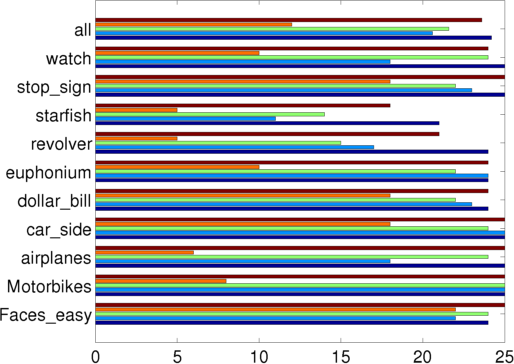 all
watch
stop_sign
starfish
revolver
euphonium
dollar_bill
car_side
airplanes
Motorbikes
Faces_easy
0 5 10 15 20 25